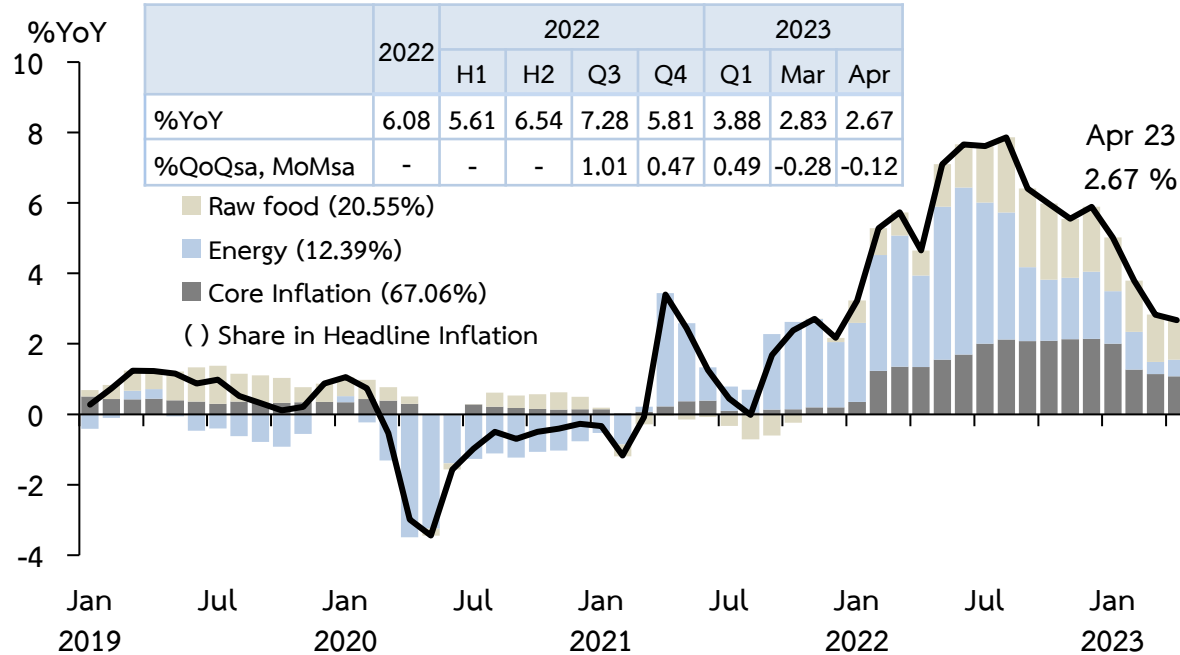 %YoY
2022 2022 2023
H1 H2 Q3 Q4 Q1 Mar Apr
%YoY 6.08 5.61 6.54 7.28 5.81 3.88 2.83 2.67
%QoQsa, MoMsa - - - 1.01 0.47 0.49 -0.28 -0.12
Raw food (20.55%)
Energy (12.39%)
Core Inflation (67.06%)
( ) Share in Headline Inflation
Apr 23
2.67 %
10
8
6
4
2
0
-2
-4
Jan Jul Jan Jul Jan Jul Jan Jul Jan
2019 2020 2021 2022 2023